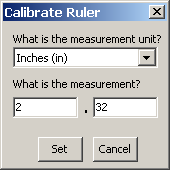 Calibrate Ruler
What is the measurement unit?
Inches (in)
What is the measurement?
2 . 32
Set Cancel